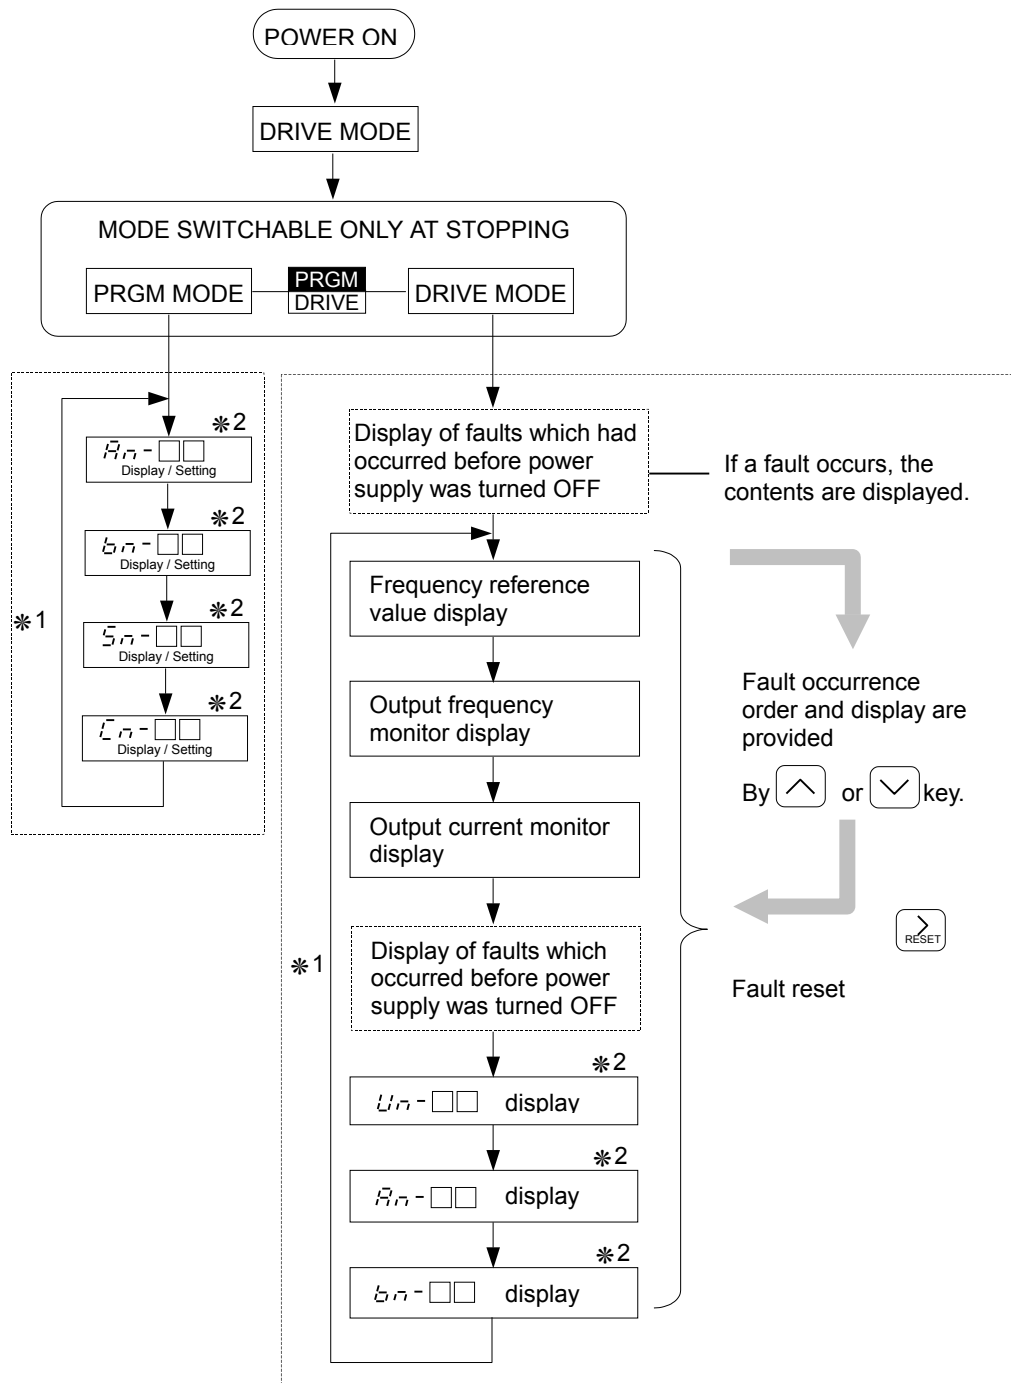 POWER ON
DRIVE MODE
MODE SWITCHABLE ONLY AT STOPPING
PRGM MODE
PRGM
DRIVE
DRIVE MODE
※2
An-□□
Display / Setting
※2
bn-□□
Display / Setting
※1
※2
Sn-□□
Display / Setting
※2
Cn-□□
Display / Setting
Display of faults which had
occurred before power
supply was turned OFF
If a fault occurs, the
contents are displayed.
Frequency reference
value display
Output frequency
monitor display
Output current monitor
display
※1
Display of faults which
occurred before power
supply was turned OFF
※2
Un-□□ display
※2
An-□□ display
※2
bn-□□ display
Fault occurrence
order and display are
provided
By or key.
RESET
Fault reset